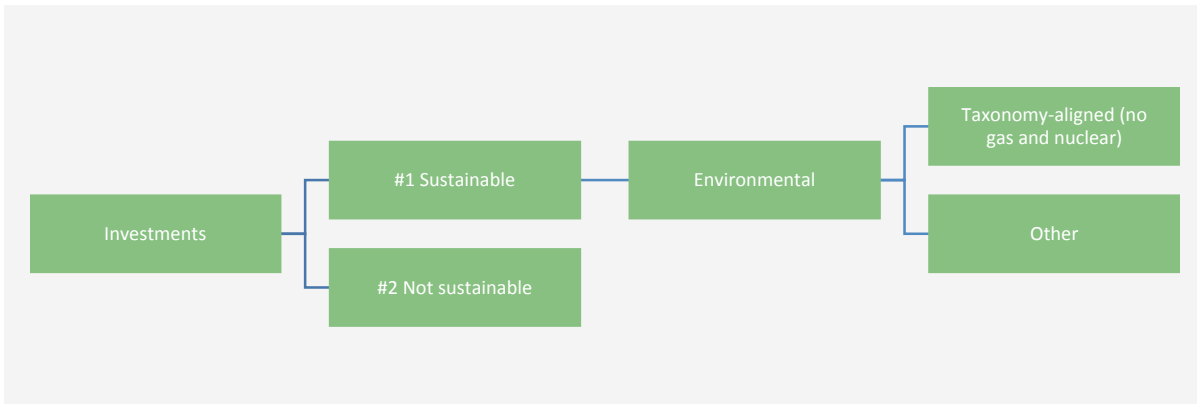 Investments
#1 Sustainable
#2 Not sustainable
Environmental
Taxonomy-aligned (no
gas and nuclear)
Other